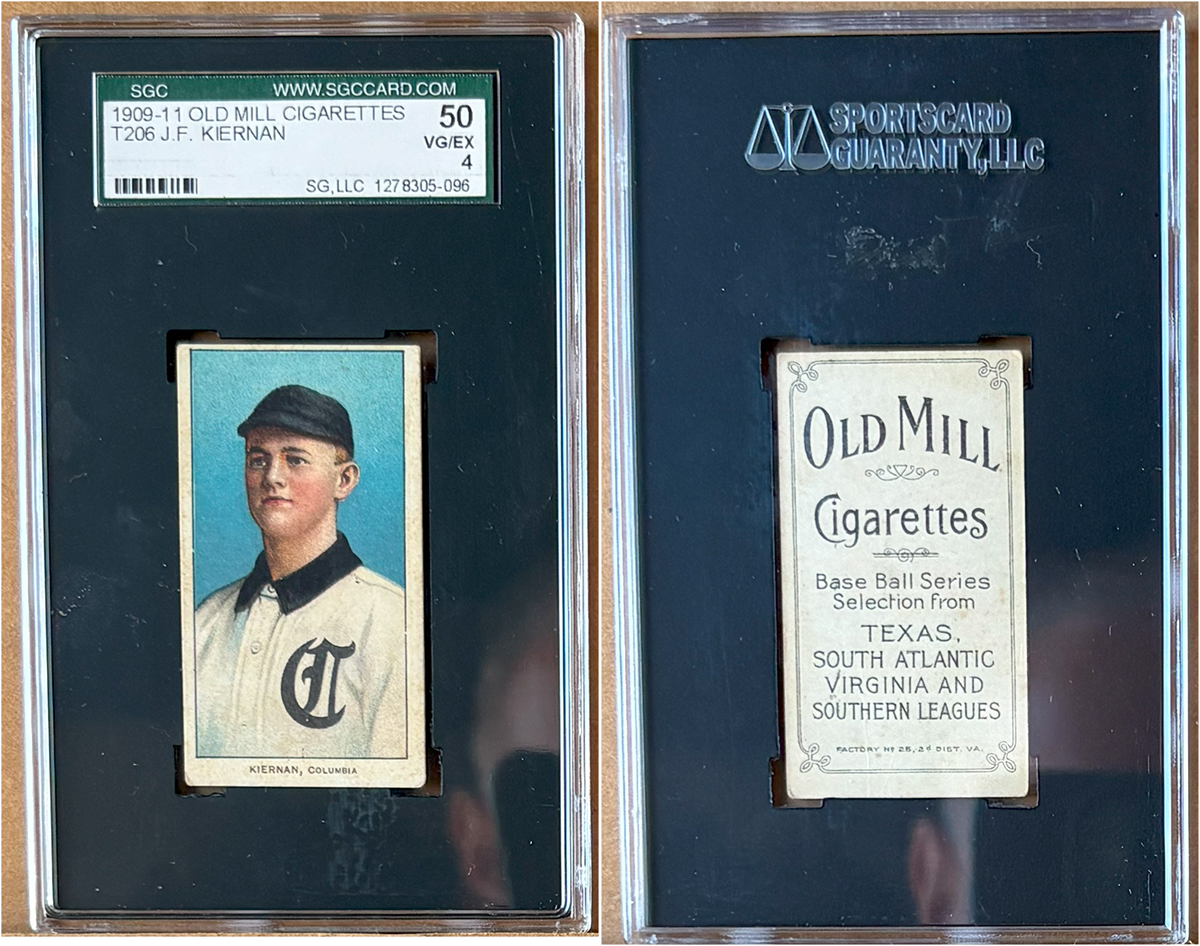 SGC WWW.SGCCARD.COM
1909-11 OLD MILL CIGARETTES 50
T206 J.F. KIERNAN VG/EX
4
SG,LLC 1278305-096
KIERNAN, COLUMBIA
SPORTSCARD
GUARANTY,LLC
OLD MILL
Cigarettes
Base Ball Series
Selection from
TEXAS,
SOUTH ATLANTIC
VIRGINIA AND
SOUTHERN LEAGUES
FACTORY Nº 25, 2d DIST. VA.